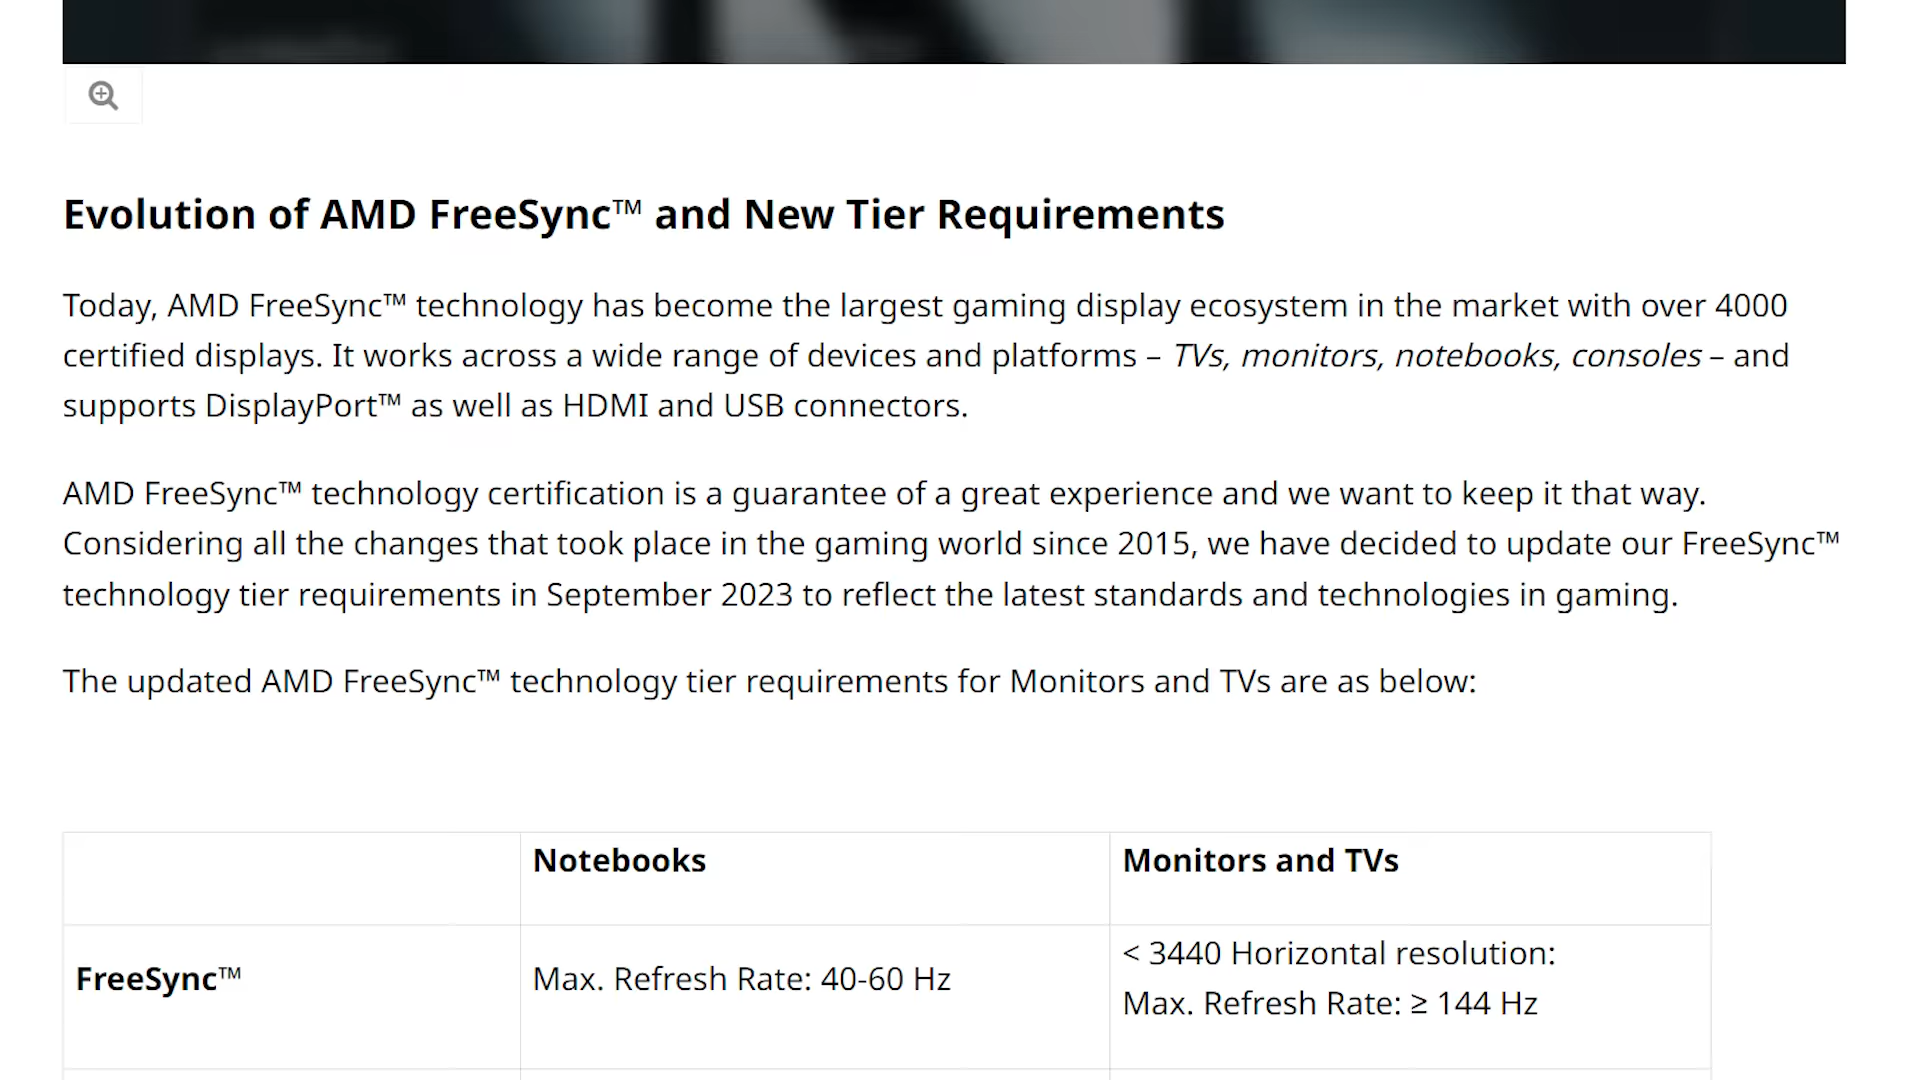 Evolution of AMD FreeSync™ and New Tier Requirements
Today, AMD FreeSync™ technology has become the largest gaming display ecosystem in the market with over 4000
certified displays. It works across a wide range of devices and platforms – TVs, monitors, notebooks, consoles – and
supports DisplayPort™ as well as HDMI and USB connectors.
AMD FreeSync™ technology certification is a guarantee of a great experience and we want to keep it that way.
Considering all the changes that took place in the gaming world since 2015, we have decided to update our FreeSync™
technology tier requirements in September 2023 to reflect the latest standards and technologies in gaming.
The updated AMD FreeSync™ technology tier requirements for Monitors and TVs are as below:
Notebooks
Monitors and TVs
FreeSync™
Max. Refresh Rate: 40-60 Hz
< 3440 Horizontal resolution:
Max. Refresh Rate: ≥ 144 Hz